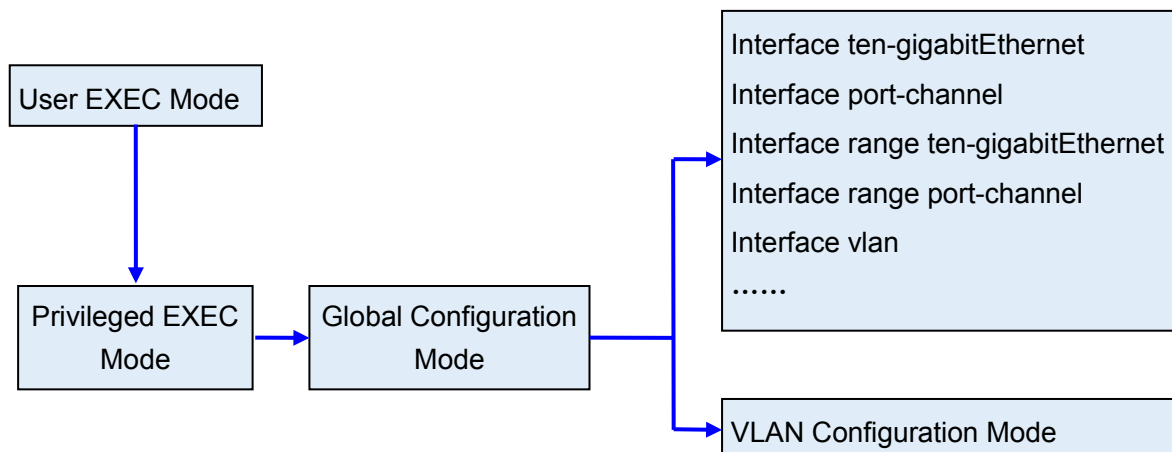 User EXEC Mode
Privileged EXEC
Mode
Global Configuration
Mode
Interface ten-gigabitEthernet
Interface port-channel
Interface range ten-gigabitEthernet
Interface range port-channel
Interface vlan
……
VLAN Configuration Mode